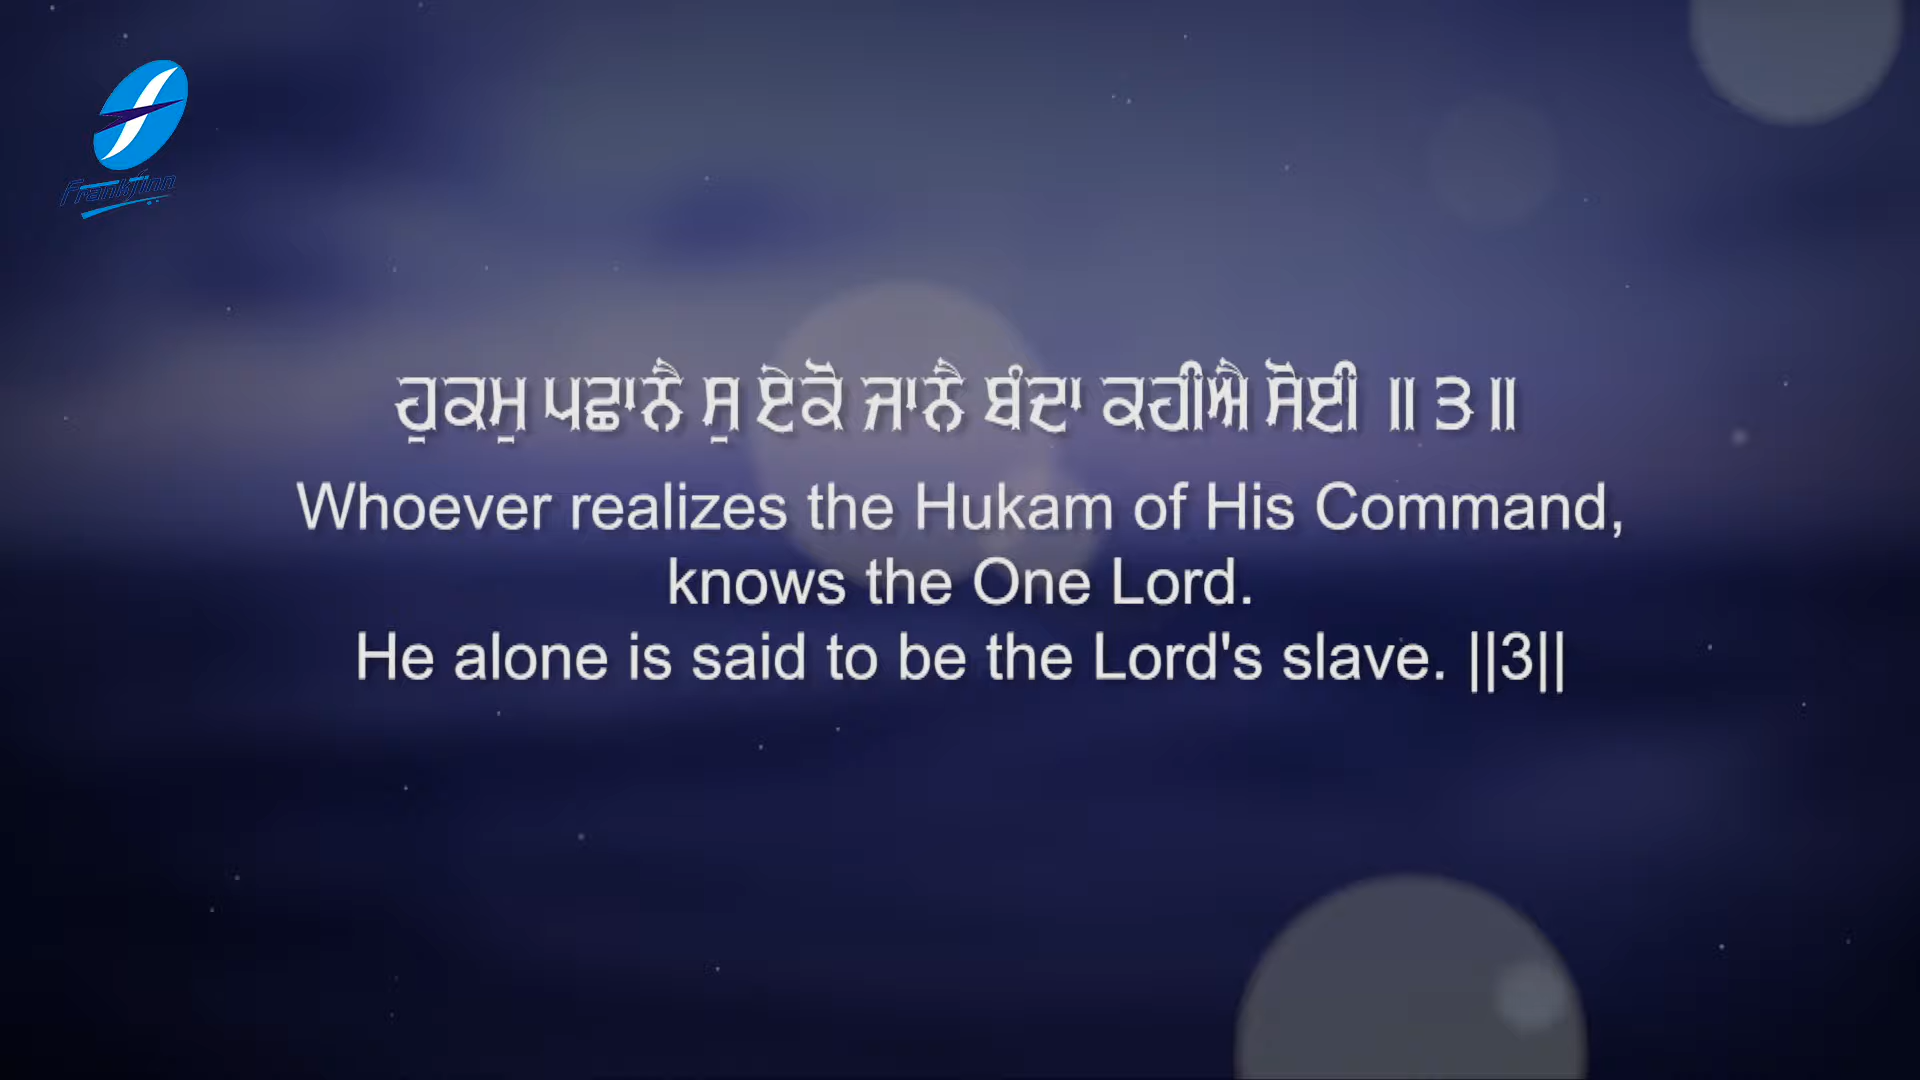 Frankfinn
ਹੁਕਮੁ ਪਛਾਨੈ ਸੁ ਏਕੋ ਜਾਨੈ ਬੰਦਾ ਕਹੀਐ ਸੋਈ ॥੩॥
Whoever realizes the Hukam of His Command,
knows the One Lord.
He alone is said to be the Lord's slave. ||3||